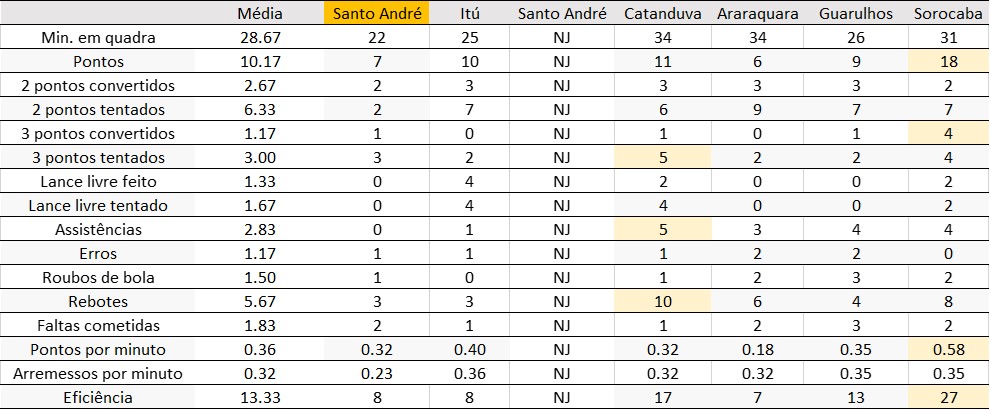 Média Santo André Itú Santo André Catanduva Araraquara Guarulhos Sorocaba
Min. em quadra 28.67 22 25 NJ 34 34 26 31
Pontos 10.17 7 10 NJ 11 6 9 18
2 pontos convertidos 2.67 2 3 NJ 3 3 3 2
2 pontos tentados 6.33 2 7 NJ 6 9 7 7
3 pontos convertidos 1.17 1 0 NJ 1 0 1 4
3 pontos tentados 3.00 3 2 NJ 5 2 2 4
Lance livre feito 1.33 0 4 NJ 2 0 0 2
Lance livre tentado 1.67 0 4 NJ 4 0 0 2
Assistências 2.83 0 1 NJ 5 3 4 4
Erros 1.17 1 1 NJ 1 2 2 0
Roubos de bola 1.50 1 0 NJ 1 2 3 2
Rebotes 5.67 3 3 NJ 10 6 4 8
Faltas cometidas 1.83 2 1 NJ 1 2 3 2
Pontos por minuto 0.36 0.32 0.40 NJ 0.32 0.18 0.35 0.58
Arremessos por minuto 0.32 0.23 0.36 NJ 0.32 0.32 0.35 0.35
Eficiência 13.33 8 8 NJ 17 7 13 27